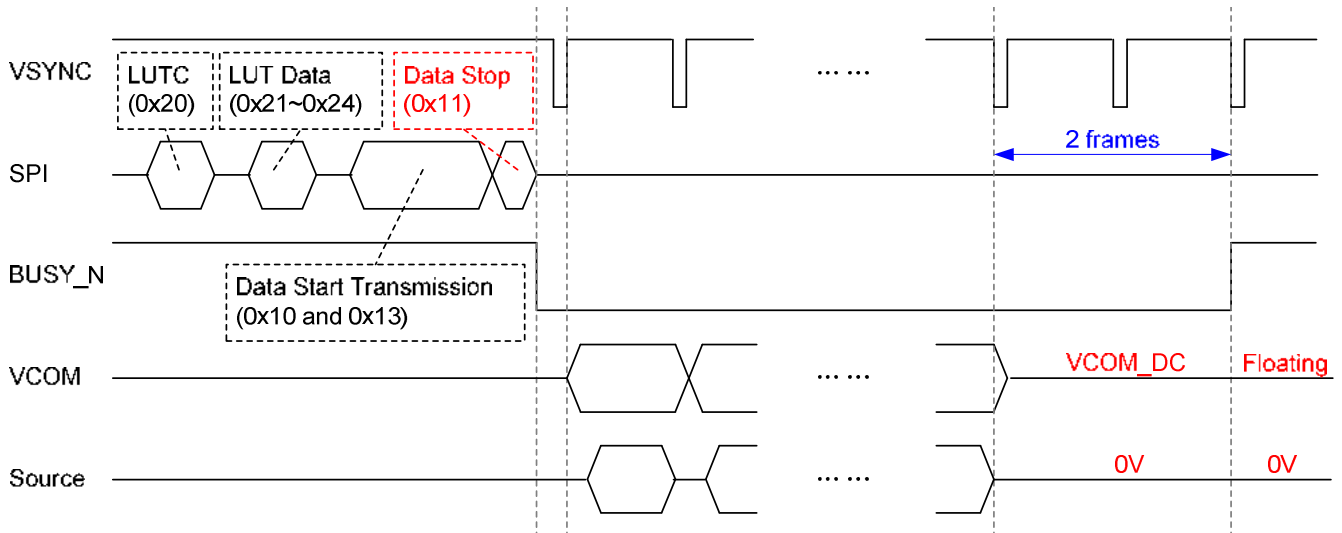 VSYNC
LUTC
(0x20)
LUT Data
(0x21~0x24)
Data Stop
(0x11)
... ...
2 frames
SPI
BUSY_N
Data Start Transmission
(0x10 and 0x13)
VCOM
... ...
VCOM_DC
Floating
Source
... ...
0V
0V